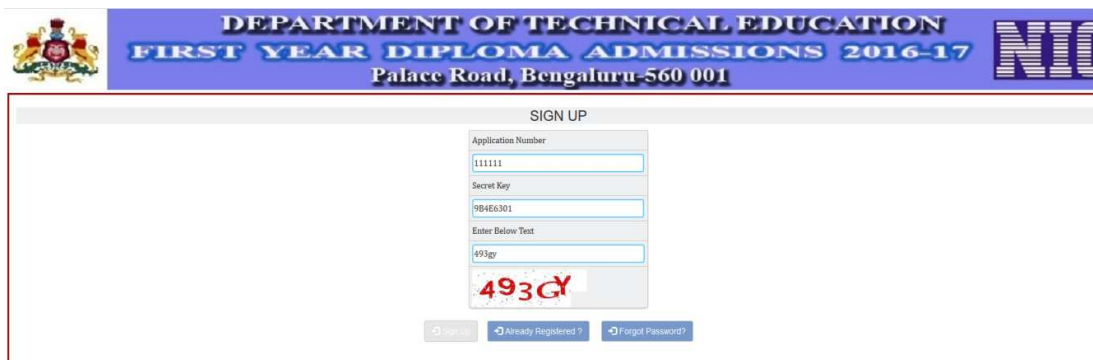 DEPARTMENT OF TECHNICAL EDUCATION
FIRST YEAR DIPLOMA ADMISSIONS 2016-17
Palace Road, Bengaluru-560 001
NIC
SIGN UP
Application Number
111111
Secret Key
9B4E6301
Enter Below Text
493gy
493GY
Sign Up
Already Registered ?
Forgot Password?